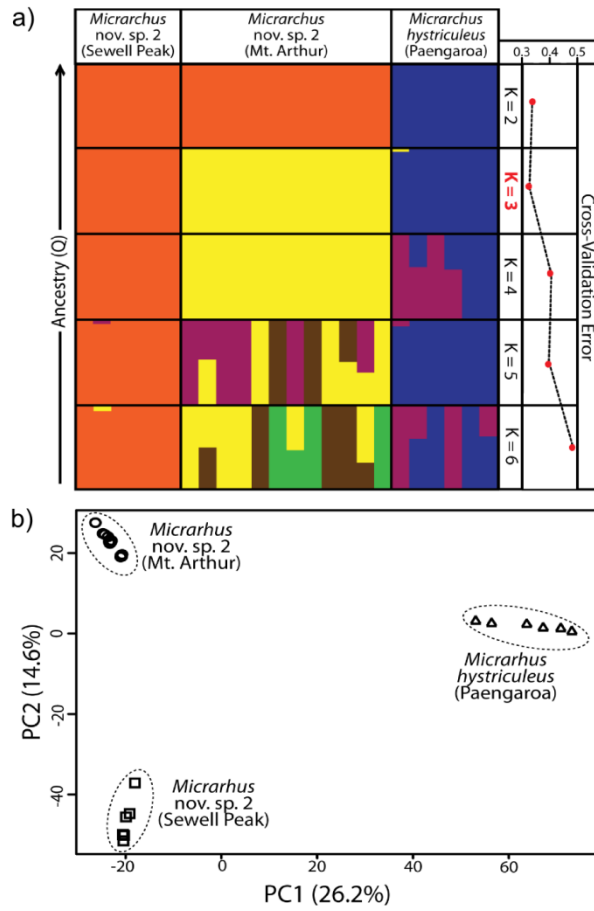 a)
Micrarchus
nov. sp. 2
(Sewell Peak)
Micrarchus
nov. sp. 2
(Mt. Arthur)
Micrarchus
hystriculeus
(Paengaroa)
0.3 0.4 0.5
Ancestry (Q)
K = 2
K = 3
K = 4
K = 5
K = 6
Cross-Validation Error
b)
Micrarhus
nov. sp. 2
(Mt. Arthur)
Micrarhus
hystriculeus
(Paengaroa)
Micrarhus
nov. sp. 2
(Sewell Peak)
PC2 (14.6%)
20
0
-20
-40
-20 0 20 40 60
PC1 (26.2%)